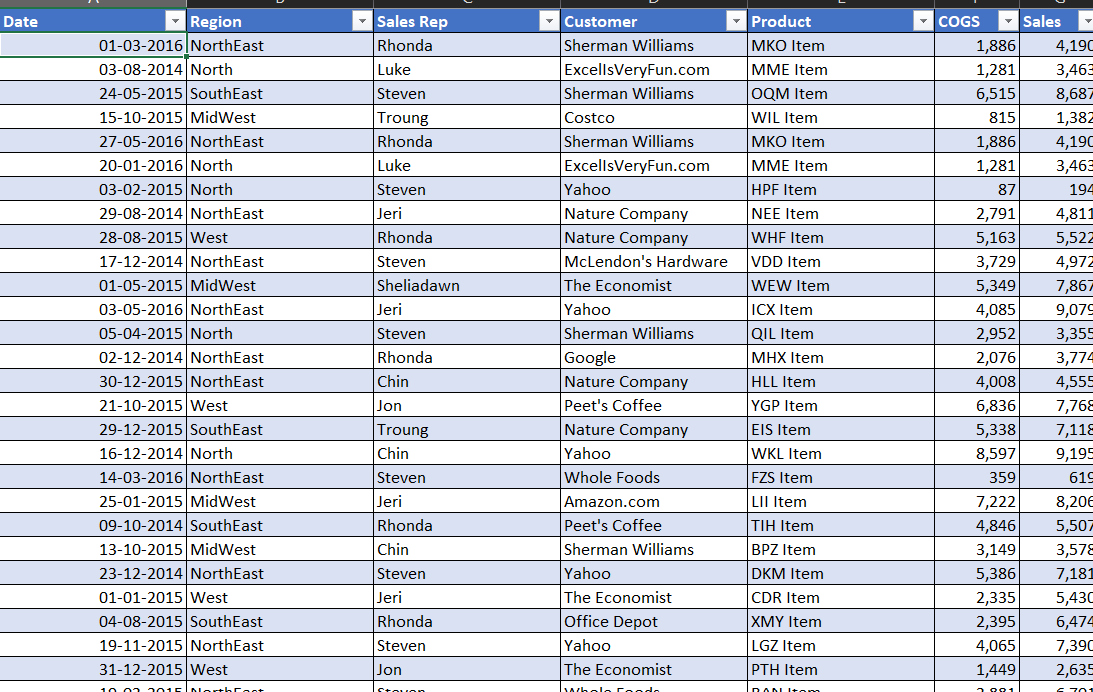 Date Region Sales Rep Customer Product COGS Sales
01-03-2016 NorthEast Rhonda Sherman Williams MKO Item 1,886 4,190
03-08-2014 North Luke ExcelIsVeryFun.com MME Item 1,281 3,463
24-05-2015 SouthEast Steven Sherman Williams OQM Item 6,515 8,687
15-10-2015 MidWest Troung Costco WIL Item 815 1,382
27-05-2016 NorthEast Rhonda Sherman Williams MKO Item 1,886 4,190
20-01-2016 North Luke ExcelIsVeryFun.com MME Item 1,281 3,463
03-02-2015 North Steven Yahoo HPF Item 87 194
29-08-2014 NorthEast Jeri Nature Company NEE Item 2,791 4,811
28-08-2015 West Rhonda Nature Company WHF Item 5,163 5,522
17-12-2014 NorthEast Steven McLendon's Hardware VDD Item 3,729 4,972
01-05-2015 MidWest Sheliadawn The Economist WEW Item 5,349 7,867
03-05-2016 NorthEast Jeri Yahoo ICX Item 4,085 9,079
05-04-2015 North Steven Sherman Williams QIL Item 2,952 3,355
02-12-2014 NorthEast Rhonda Google MHX Item 2,076 3,774
30-12-2015 NorthEast Chin Nature Company HLL Item 4,008 4,555
21-10-2015 West Jon Peet's Coffee YGP Item 6,836 7,768
29-12-2015 SouthEast Troung Nature Company EIS Item 5,338 7,118
16-12-2014 North Chin Yahoo WKL Item 8,597 9,195
14-03-2016 NorthEast Steven Whole Foods FZS Item 359 619
25-01-2015 MidWest Jeri Amazon.com LII Item 7,222 8,206
09-10-2014 SouthEast Rhonda Peet's Coffee TIH Item 4,846 5,507
13-10-2015 MidWest Chin Sherman Williams BPZ Item 3,149 3,578
23-12-2014 NorthEast Steven Yahoo DKM Item 5,386 7,181
01-01-2015 West Jeri The Economist CDR Item 2,335 5,430
04-08-2015 SouthEast Rhonda Office Depot XMY Item 2,395 6,474
19-11-2015 NorthEast Steven Yahoo LGZ Item 4,065 7,390
31-12-2015 West Jon The Economist PTH Item 1,449 2,635